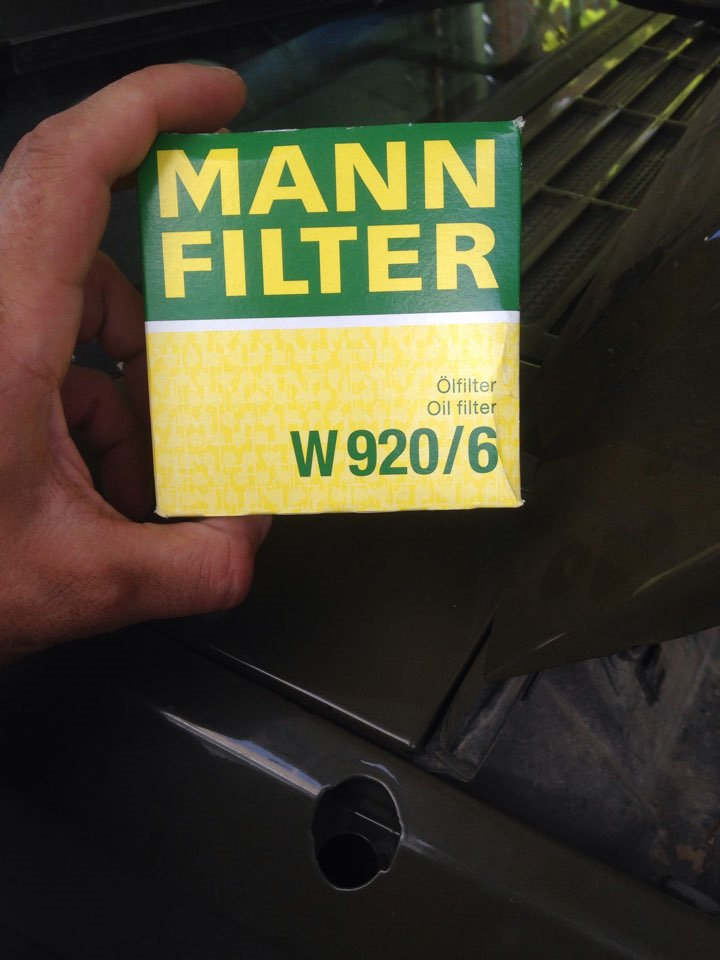 MANN
FILTER
Ölfilter
Oil filter
W 920/6